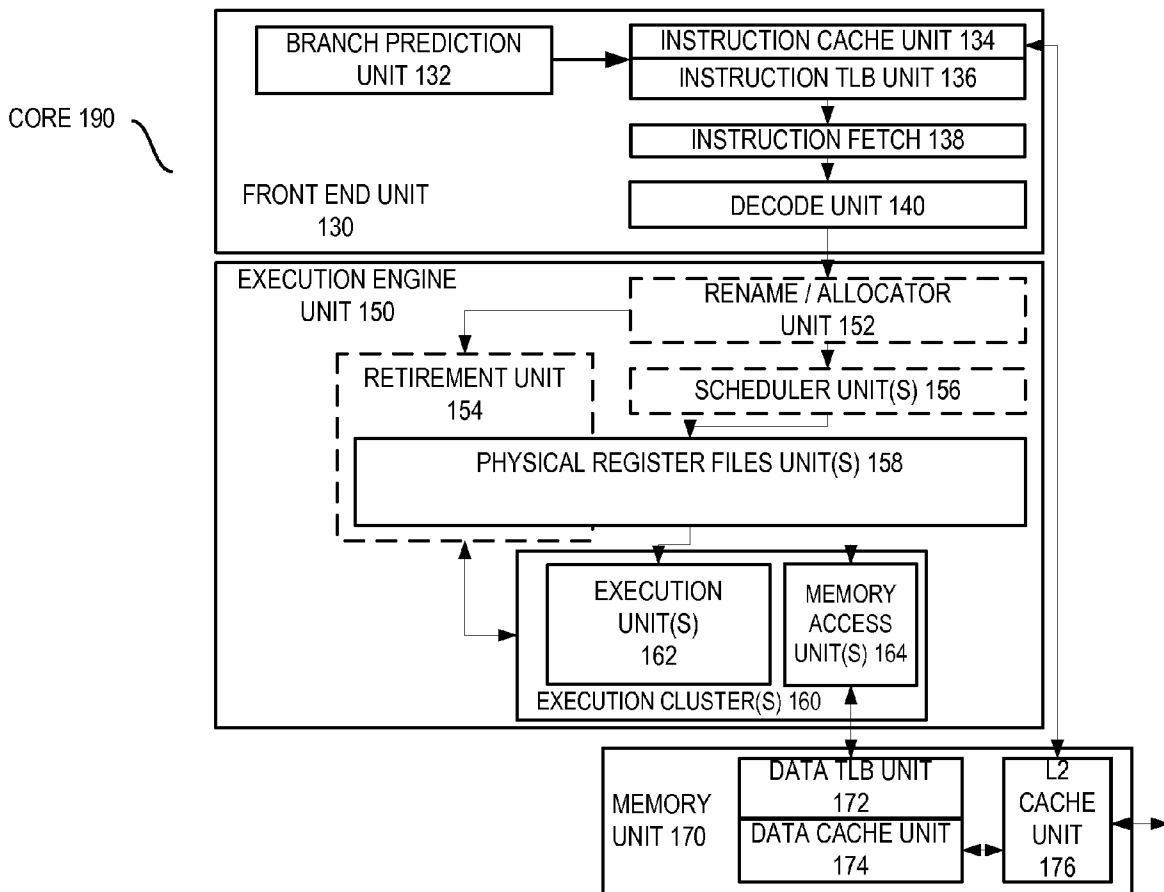 BRANCH PREDICTION
UNIT 132
INSTRUCTION CACHE UNIT 134
INSTRUCTION TLB UNIT 136
CORE 190
INSTRUCTION FETCH 138
FRONT END UNIT
130
DECODE UNIT 140
EXECUTION ENGINE
UNIT 150
RENAME / ALLOCATOR
UNIT 152
RETIREMENT UNIT
154
SCHEDULER UNIT(S) 156
PHYSICAL REGISTER FILES UNIT(S) 158
EXECUTION
UNIT(S)
162
MEMORY
ACCESS
UNIT(S) 164
EXECUTION CLUSTER(S) 160
MEMORY
UNIT 170
DATA TLB UNIT
172
DATA CACHE UNIT
174
L2
CACHE
UNIT
176